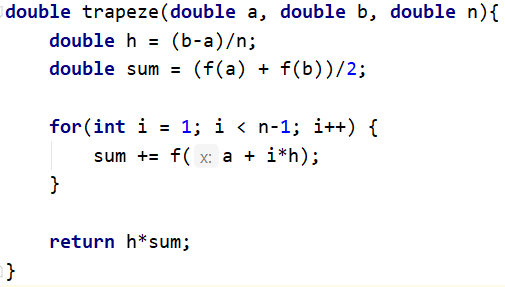 double trapeze(double a, double b, double n){
double h = (b-a)/n;
double sum = (f(a) + f(b))/2;
for(int i = 1; i < n-1; i++) {
sum += f( x: a + i*h);
}
return h*sum;
}